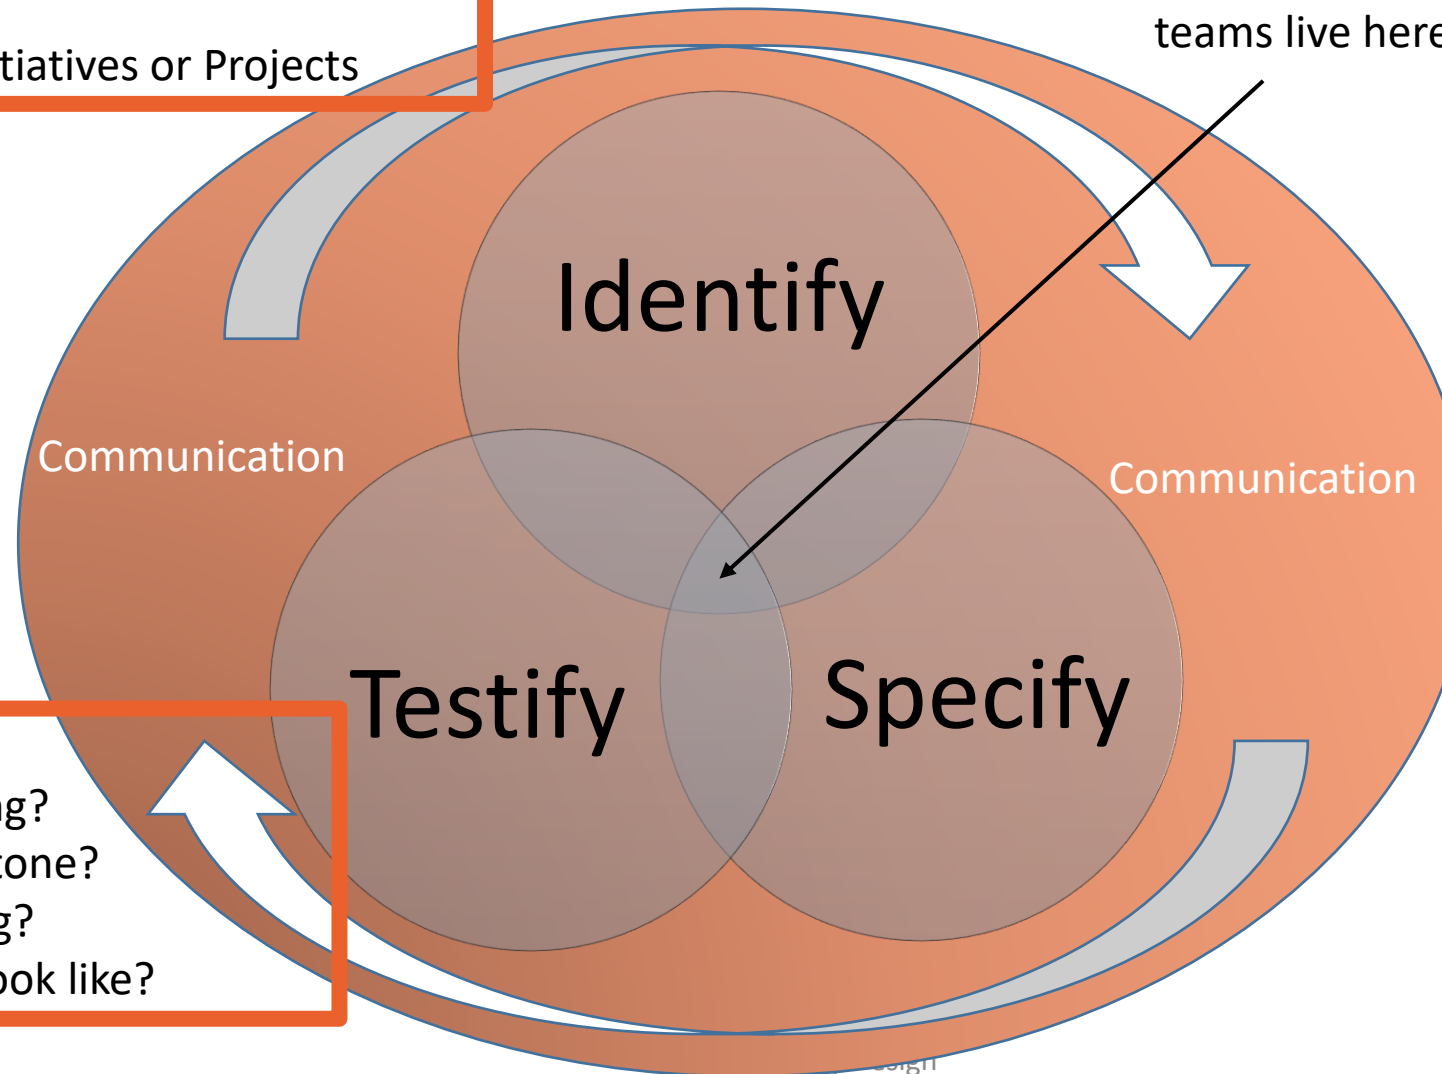 teams live here
tiatives or Projects
Identify
Communication
Communication
Testify
Specify
g?
tone?
g?
ook like?